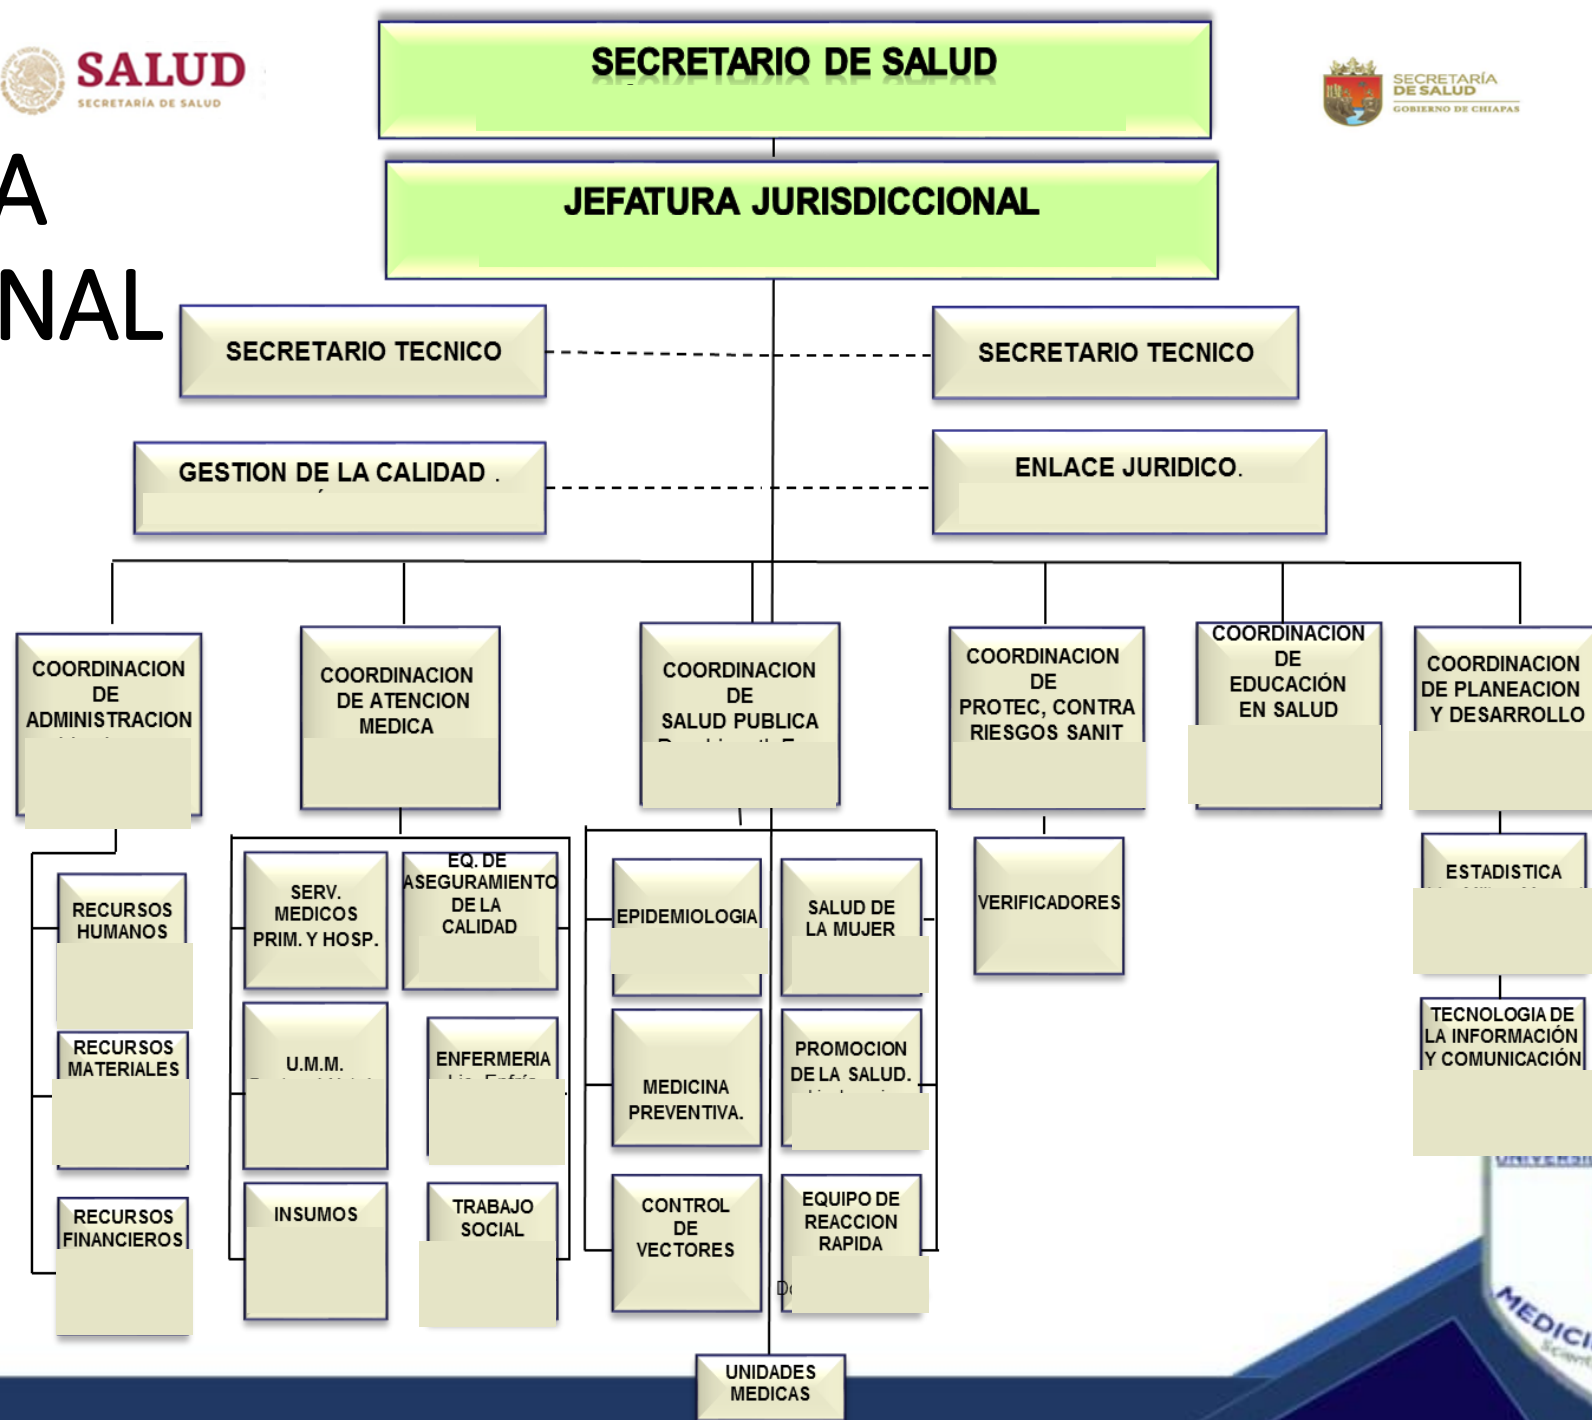 SALUD
SECRETARÍA DE SALUD
SECRETARIO DE SALUD
SECRETARÍA
DE SALUD
GOBIERNO DE CHIAPAS
A
NAL
JEFATURA JURISDICCIONAL
SECRETARIO TECNICO
SECRETARIO TECNICO
GESTION DE LA CALIDAD .
ENLACE JURIDICO.
COORDINACION
DE
ADMINISTRACION
COORDINACION
DE ATENCION
MEDICA
COORDINACION
DE
SALUD PUBLICA
COORDINACION
DE
PROTEC, CONTRA
RIESGOS SANIT
COORDINACION
DE
EDUCACIÓN
EN SALUD
COORDINACION
DE PLANEACION
Y DESARROLLO
RECURSOS
HUMANOS
RECURSOS
MATERIALES
RECURSOS
FINANCIEROS
SERV.
MEDICOS
PRIM. Y HOSP.
EQ. DE
ASEGURAMIENTO
DE LA
CALIDAD
U.M.M.
ENFERMERIA
INSUMOS
TRABAJO
SOCIAL
EPIDEMIOLOGIA
SALUD DE
LA MUJER
MEDICINA
PREVENTIVA.
PROMOCION
DE LA SALUD.
CONTROL
DE
VECTORES
EQUIPO DE
REACCION
RAPIDA
VERIFICADORES
ESTADISTICA
TECNOLOGIA DE
LA INFORMACIÓN
Y COMUNICACIÓN
UNIDADES
MEDICAS